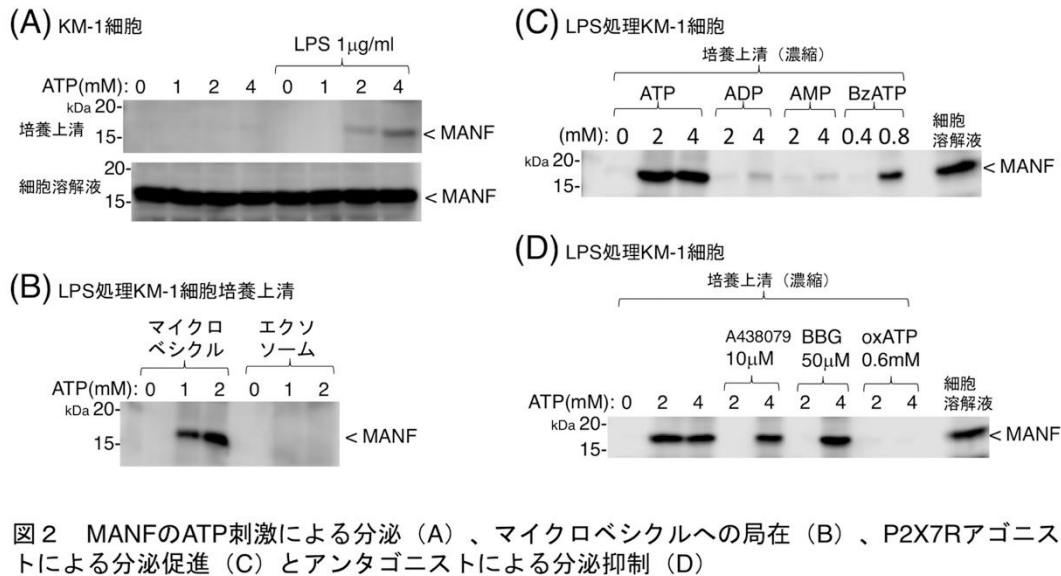 (A) KM-1細胞
LPS 1μg/ml
ATP(mM): 0 1 2 4 0 1 2 4
kDa 20-
培養上清
15-
< MANF
20-
細胞溶解液
15-
< MANF
(B) LPS処理KM-1細胞培養上清
マイクロ エクソ
ベシクル ソーム
ATP(mM): 0 1 2 0 1 2
kDa 20-
15-
< MANF
(C) LPS処理KM-1細胞
培養上清（濃縮）
ATP ADP AMP BzATP
細胞
(mM): 0 2 4 2 4 2 4 0.4 0.8 溶解液
kDa 20-
15-
< MANF
(D) LPS処理KM-1細胞
培養上清（濃縮）
A438079 BBG oxATP
10μM 50μM 0.6mM
細胞
ATP(mM): 0 2 4 2 4 2 4 2 4 溶解液
kDa 20-
15-
< MANF
図２　MANFのATP刺激による分泌（A）、マイクロベシクルへの局在（B）、P2X7Rアゴニス
トによる分泌促進（C）とアンタゴニストによる分泌抑制（D）